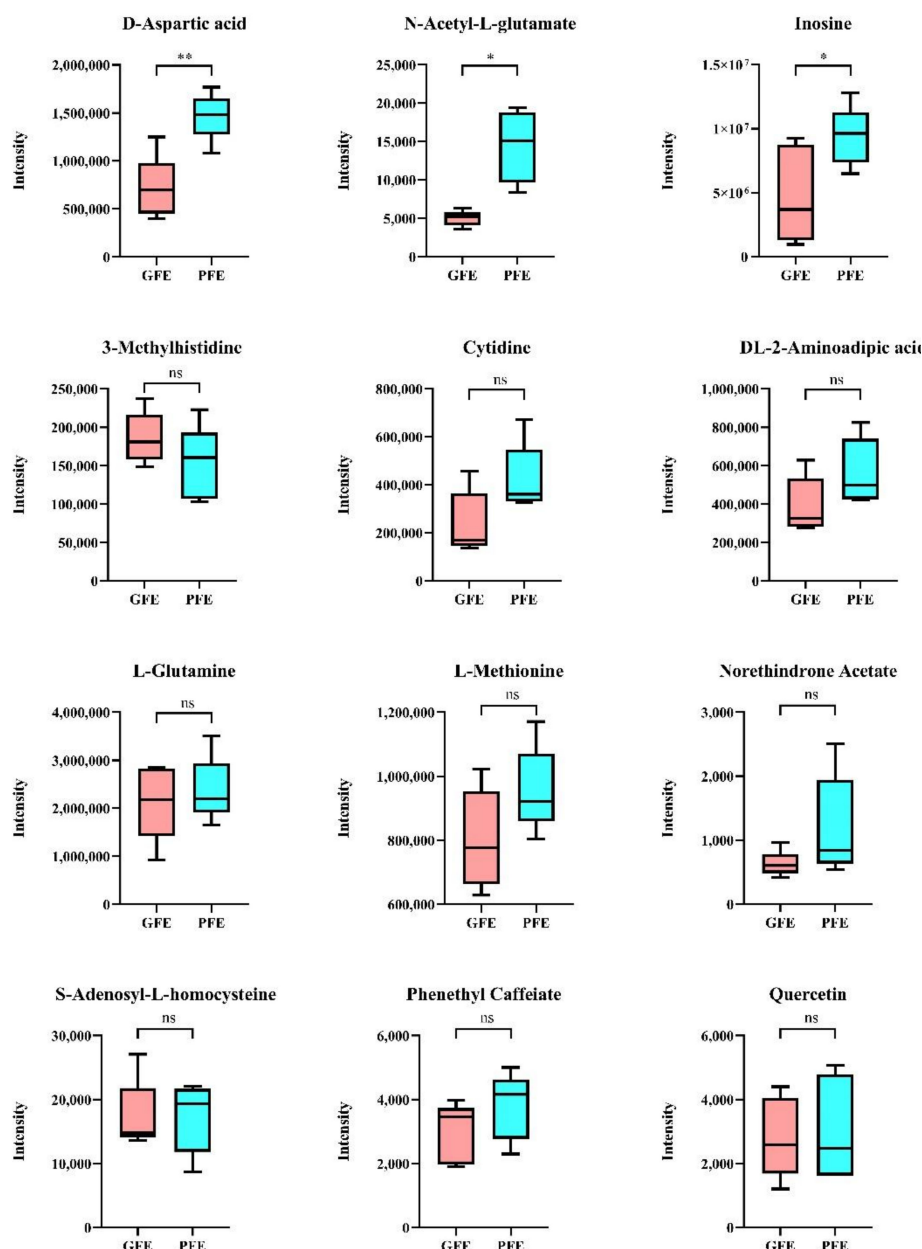 D-Aspartic acid
**
2,000,000
1,500,000
1,000,000
500,000
0
Intensity
GFE PFE
N-Acetyl-L-glutamate
*
25,000
20,000
15,000
10,000
5,000
0
Intensity
GFE PFE
Inosine
*
1.5×10⁷
1×10⁷
5×10⁶
0
Intensity
GFE PFE
3-Methylhistidine
ns
250,000
200,000
150,000
100,000
50,000
0
Intensity
GFE PFE
Cytidine
ns
800,000
600,000
400,000
200,000
0
Intensity
GFE PFE
DL-2-Aminoadipic acid
ns
1,000,000
800,000
600,000
400,000
200,000
0
Intensity
GFE PFE
L-Glutamine
ns
4,000,000
3,000,000
2,000,000
1,000,000
0
Intensity
GFE PFE
L-Methionine
ns
1,200,000
1,000,000
800,000
600,000
Intensity
GFE PFE
Norethindrone Acetate
ns
3,000
2,000
1,000
0
Intensity
GFE PFE
S-Adenosyl-L-homocysteine
ns
30,000
20,000
10,000
0
Intensity
GFE PFE
Phenethyl Caffeiate
ns
6,000
4,000
2,000
0
Intensity
GFE PFE
Quercetin
ns
6,000
4,000
2,000
0
Intensity
GFE PFE